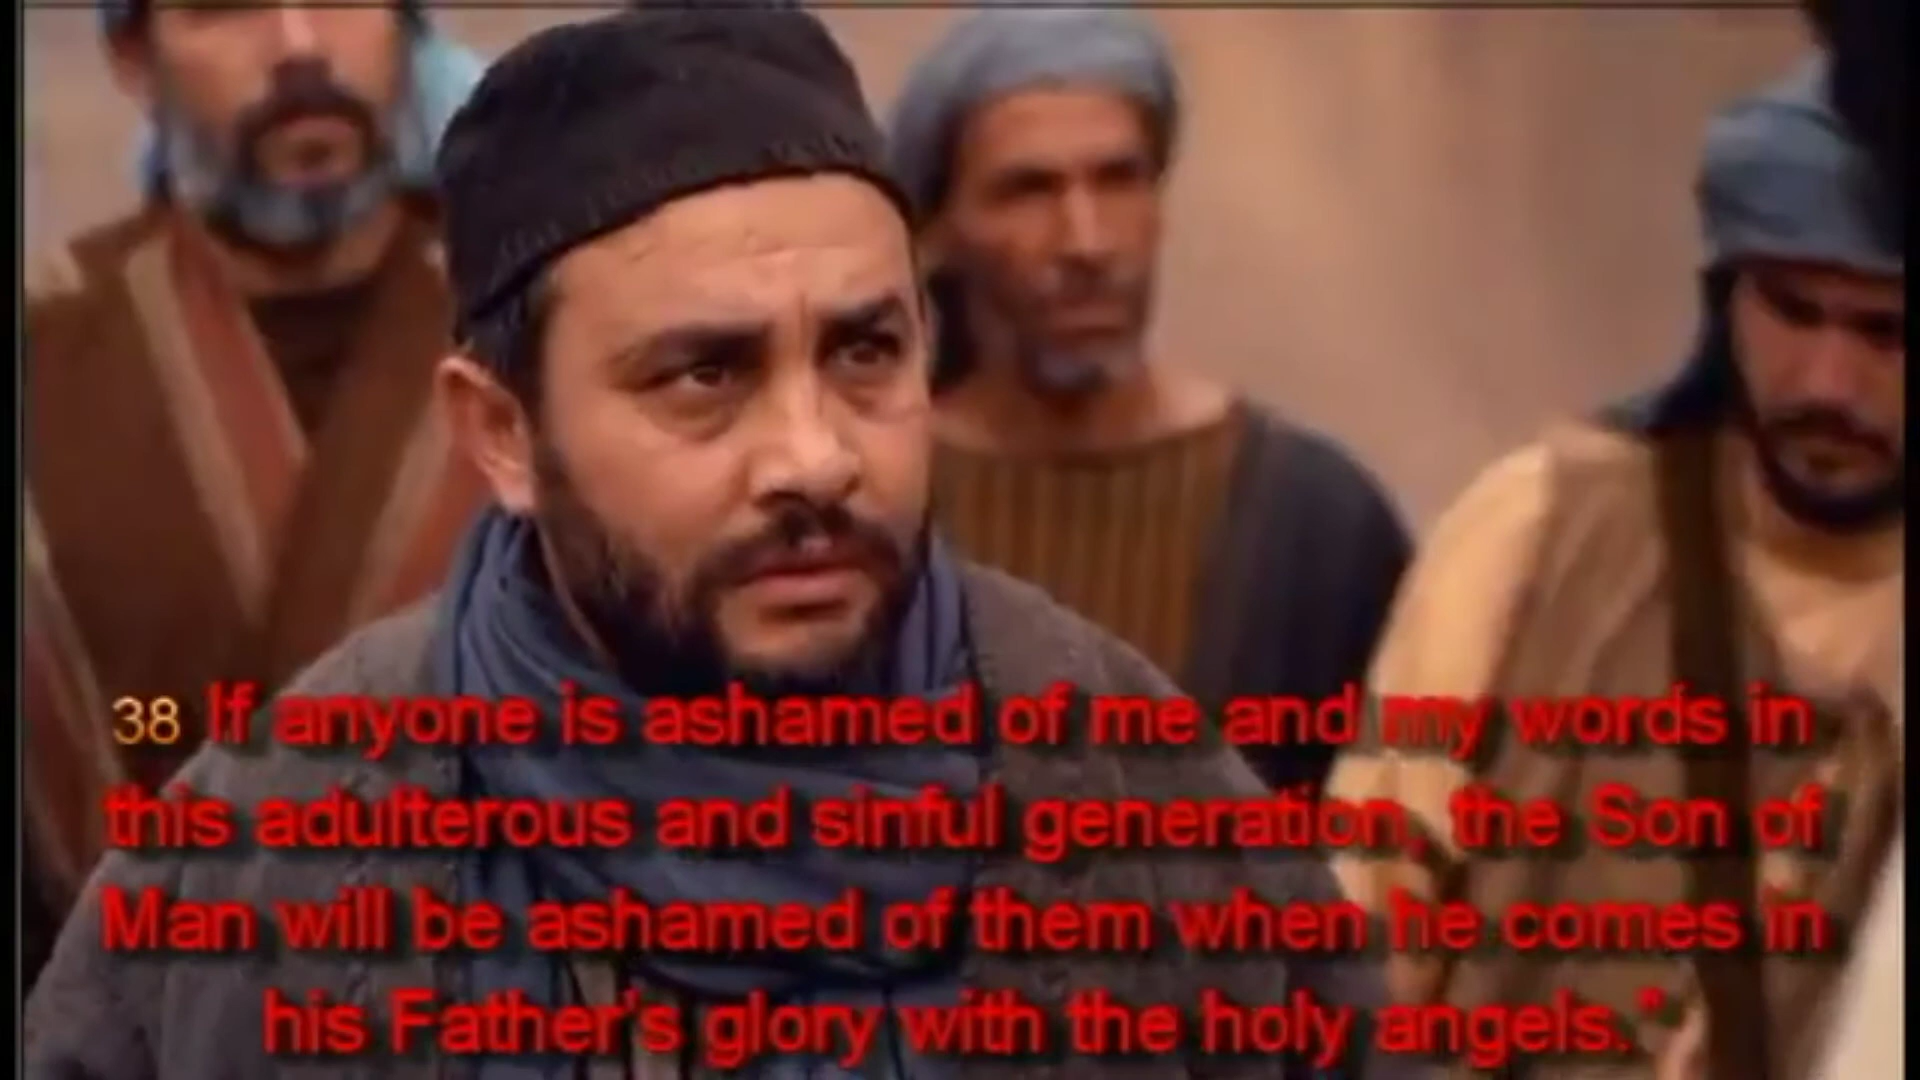 38 If anyone is ashamed of me and my words in
this adulterous and sinful generation, the Son of
Man will be ashamed of them when he comes in
his Father's glory with the holy angels."